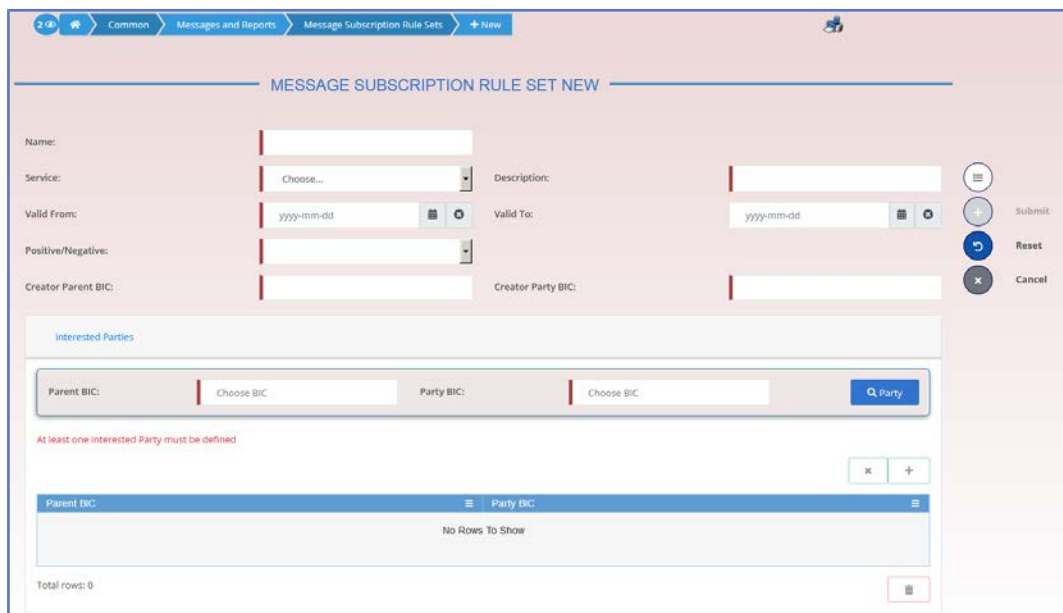 2 Common Messages and Reports Message Subscription Rule Sets + New
MESSAGE SUBSCRIPTION RULE SET NEW
Name:
Service: Choose... Description:
Valid From: yyyy-mm-dd Valid To: yyyy-mm-dd
Submit
Positive/Negative:
Reset
Creator Parent BIC: Creator Party BIC:
Cancel
Interested Parties
Parent BIC: Choose BIC Party BIC: Choose BIC Party
At least one interested Party must be defined
Parent BIC Party BIC
No Rows To Show
Total rows: 0